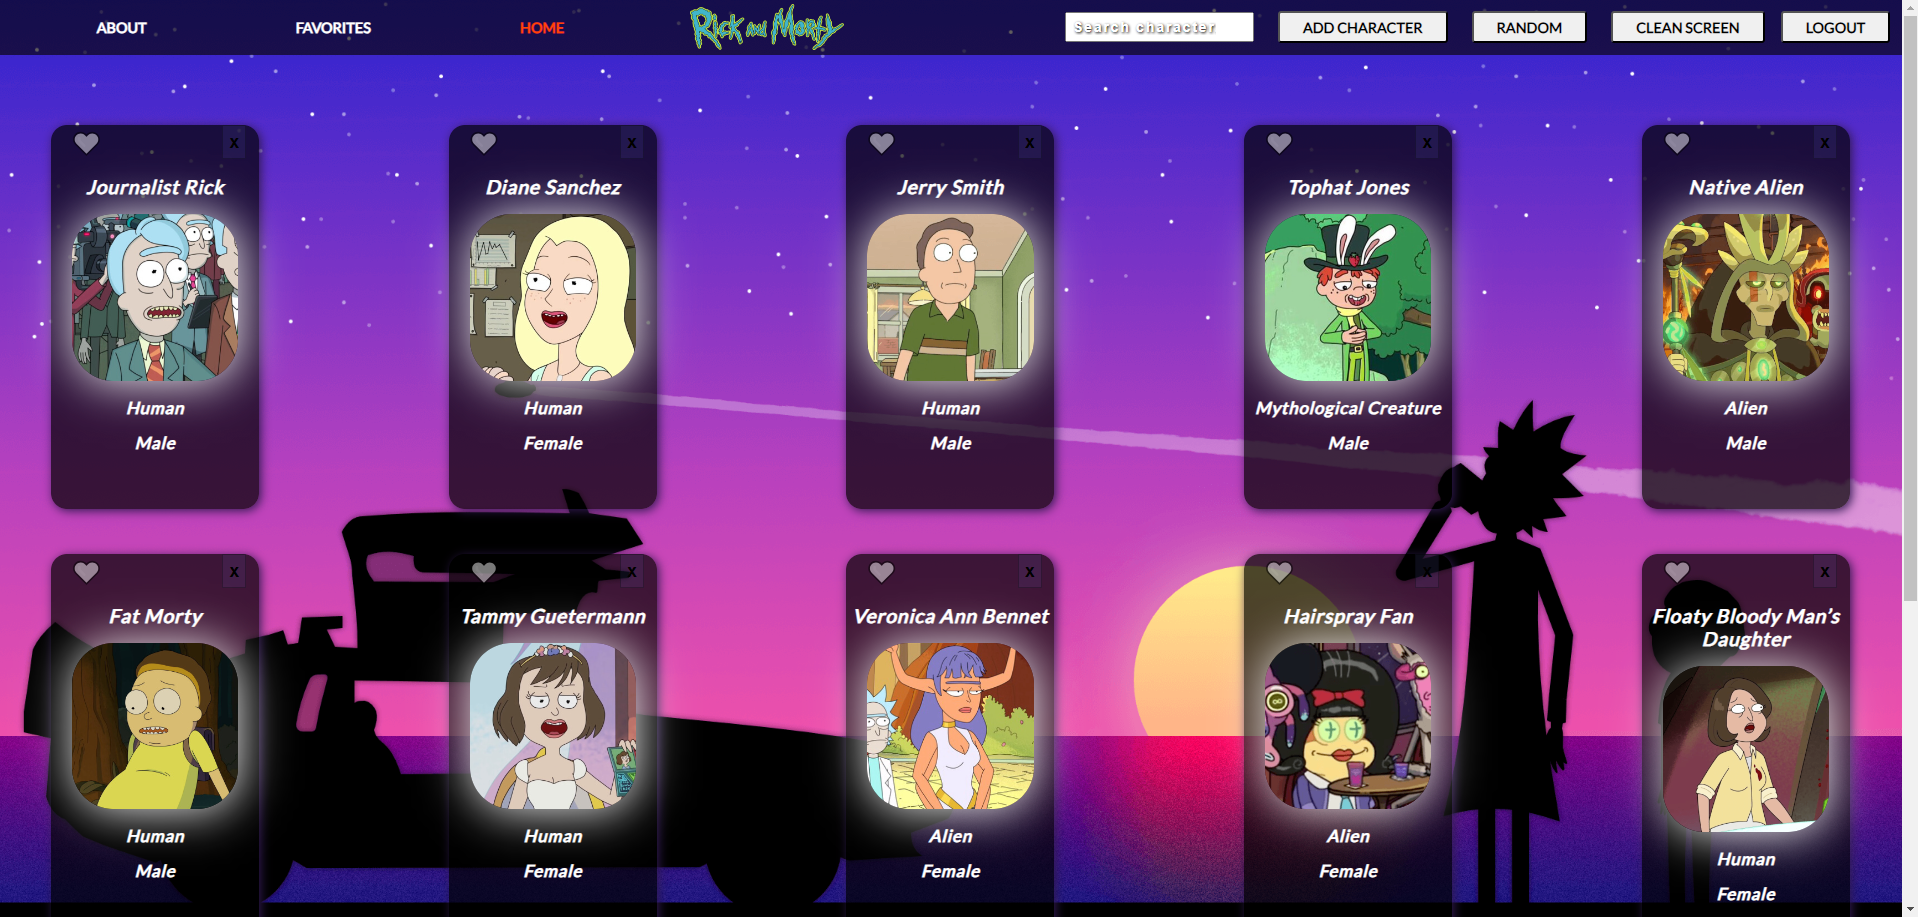 ABOUT
FAVORITES
HOME
Rick and Morty
Search character
ADD CHARACTER
RANDOM
CLEAN SCREEN
LOGOUT
X
X
X
X
X
Journalist Rick
Diane Sanchez
Jerry Smith
Tophat Jones
Native Alien
Human
Human
Human
Mythological Creature
Alien
Male
Female
Male
Male
Male
X
X
X
X
X
Fat Morty
Tammy Guetermann
Veronica Ann Bennet
Hairspray Fan
Floaty Bloody Man's
Daughter
Human
Human
Alien
Alien
Human
Male
Female
Female
Female
Female